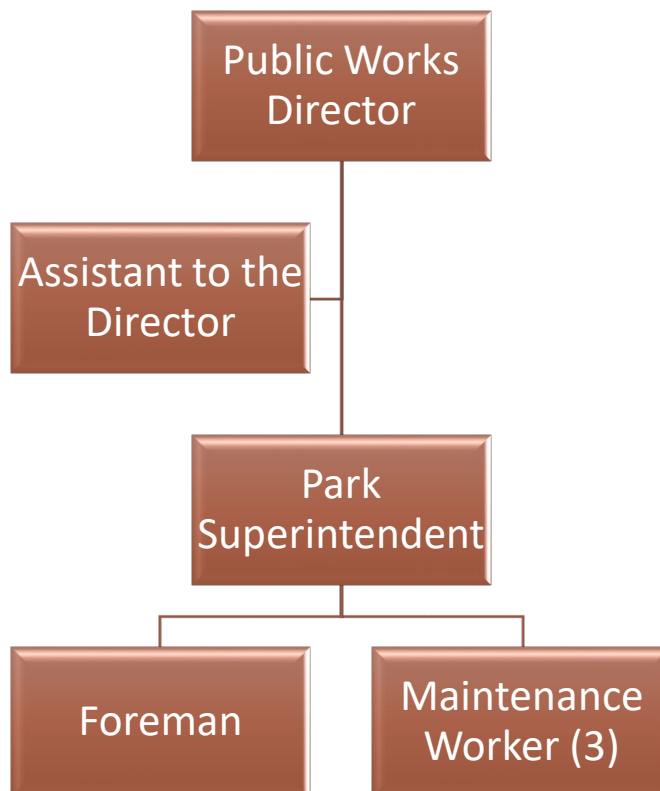 Public Works
Director
Assistant to the
Director
Park
Superintendent
Foreman
Maintenance
Worker (3)